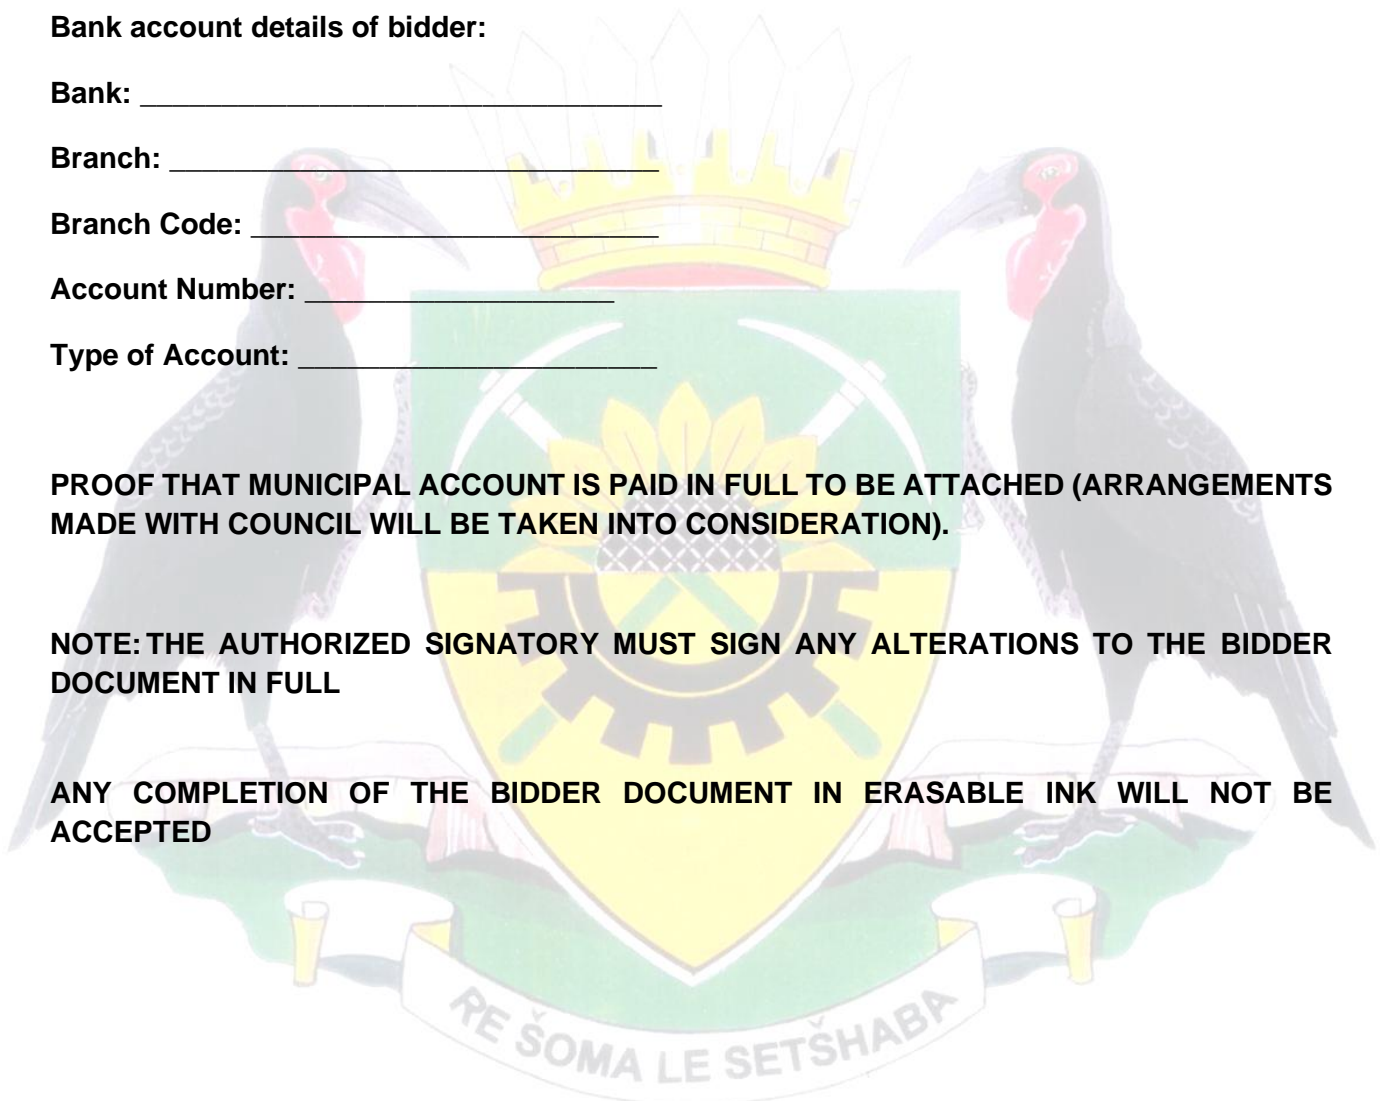 Bank account details of bidder:
Bank: ________________________________
Branch: ______________________________
Branch Code: _________________________
Account Number: ___________________
Type of Account: ______________________
PROOF THAT MUNICIPAL ACCOUNT IS PAID IN FULL TO BE ATTACHED (ARRANGEMENTS
MADE WITH COUNCIL WILL BE TAKEN INTO CONSIDERATION).
NOTE: THE AUTHORIZED SIGNATORY MUST SIGN ANY ALTERATIONS TO THE BIDDER
DOCUMENT IN FULL
ANY COMPLETION OF THE BIDDER DOCUMENT IN ERASABLE INK WILL NOT BE
ACCEPTED
RE ŠOMA LE SETŠHABA